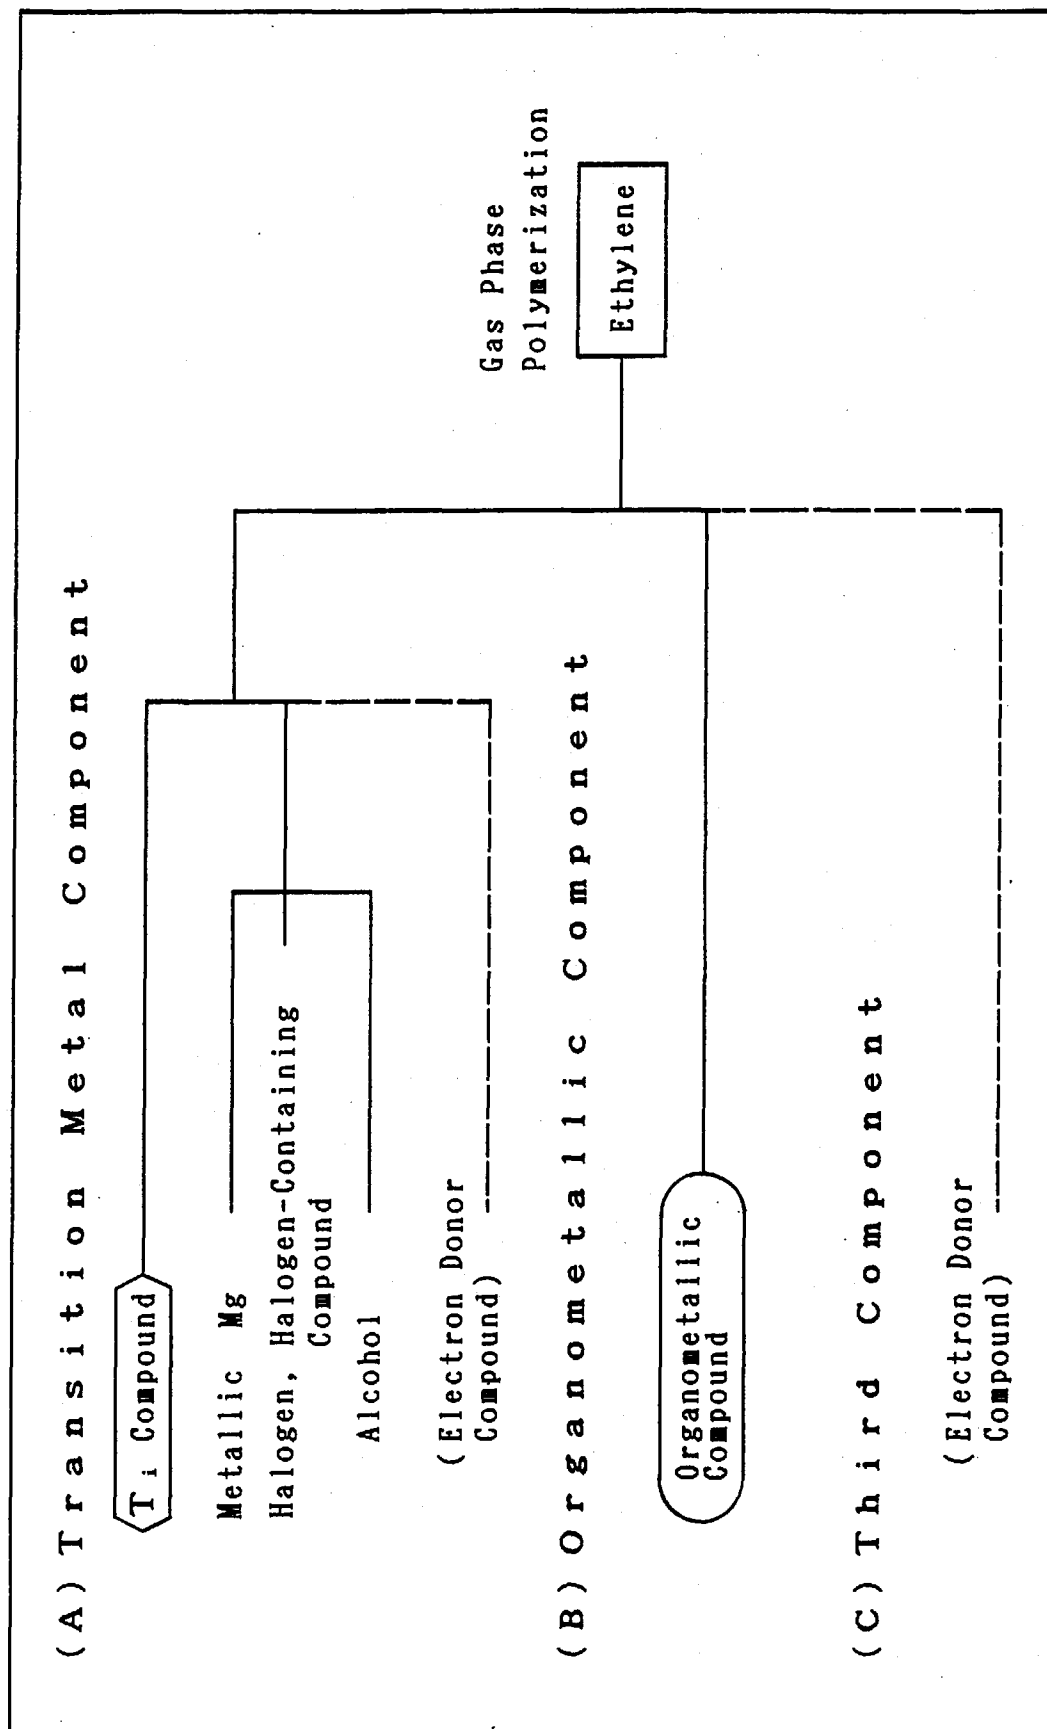 (A) Transition Metal Component
Ti Compound
Metallic Mg
Halogen, Halogen-Containing
Compound
Alcohol
(Electron Donor
Compound)
Gas Phase
Polymerization
Ethylene
(B) Organometallic Component
Organometallic
Compound
(C) Third Component
(Electron Donor
Compound)